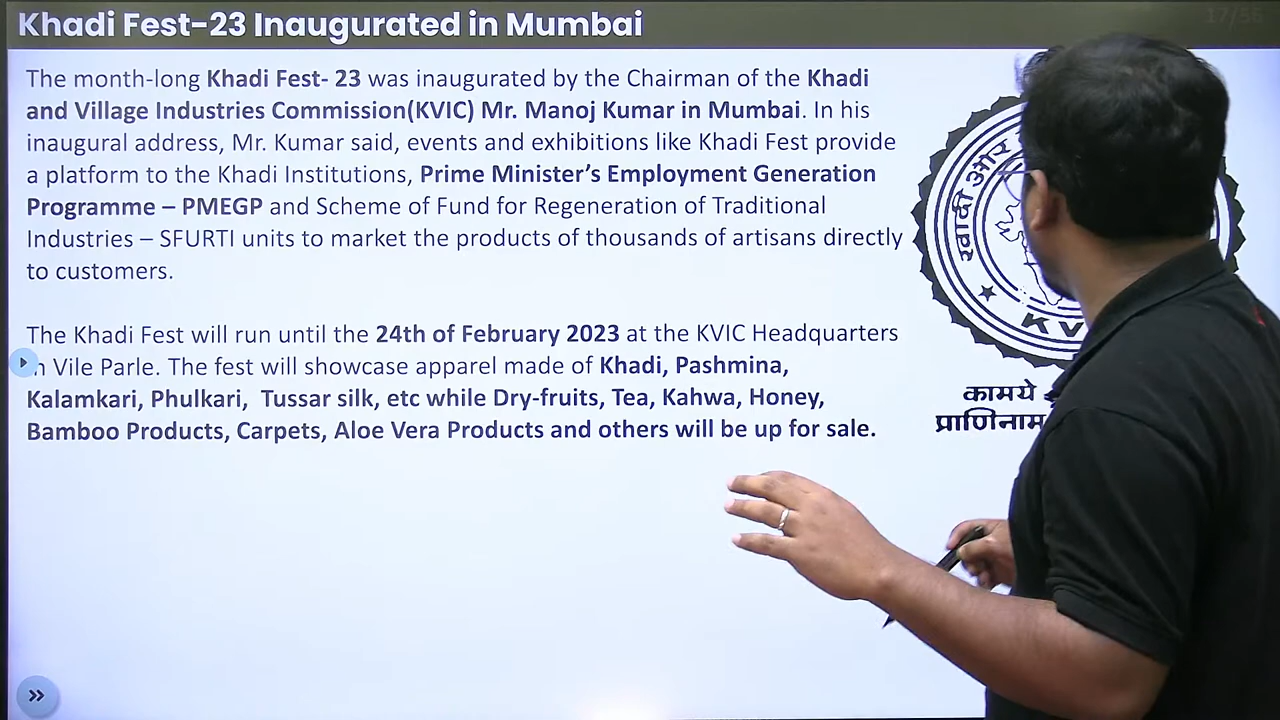 Khadi Fest-23 Inaugurated in Mumbai
17/56
The month-long Khadi Fest- 23 was inaugurated by the Chairman of the Khadi
and Village Industries Commission(KVIC) Mr. Manoj Kumar in Mumbai. In his
inaugural address, Mr. Kumar said, events and exhibitions like Khadi Fest provide
a platform to the Khadi Institutions, Prime Minister's Employment Generation
Programme – PMEGP and Scheme of Fund for Regeneration of Traditional
Industries – SFURTI units to market the products of thousands of artisans directly
to customers.
The Khadi Fest will run until the 24th of February 2023 at the KVIC Headquarters
Vile Parle. The fest will showcase apparel made of Khadi, Pashmina,
Kalamkari, Phulkari, Tussar silk, etc while Dry-fruits, Tea, Kahwa, Honey,
Bamboo Products, Carpets, Aloe Vera Products and others will be up for sale.
खादी और
KV
कामये
प्राणिनाम